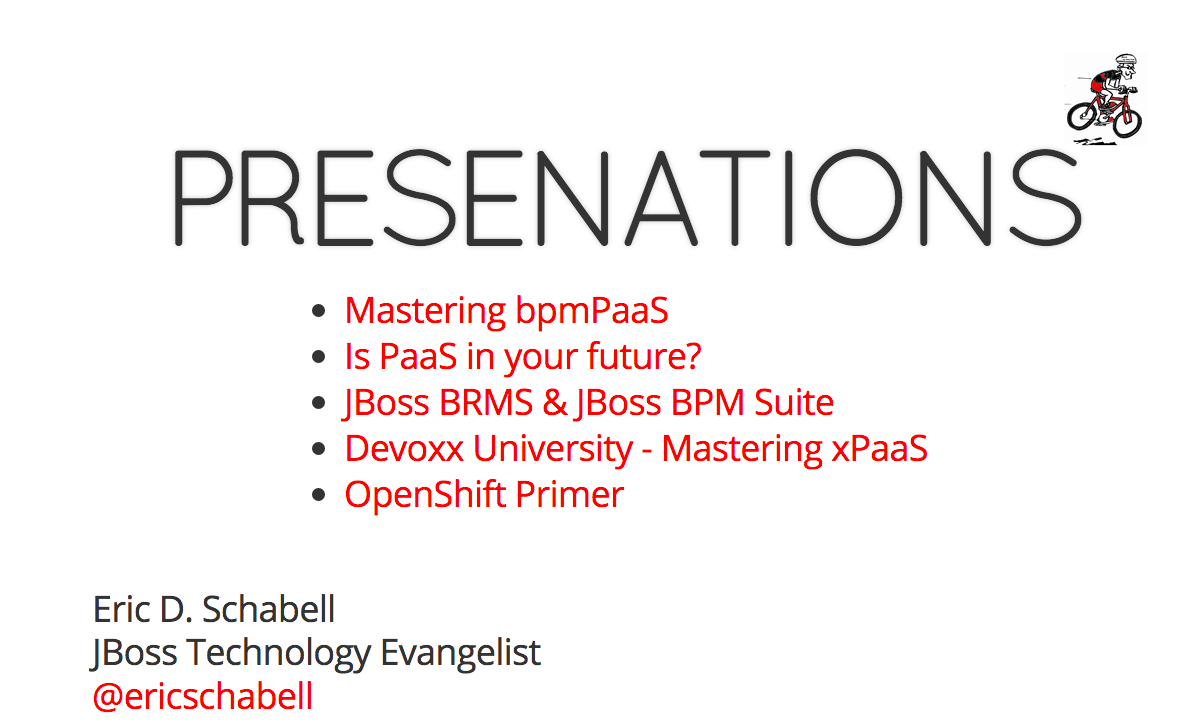 PRESENATIONS
• Mastering bpmPaaS
• Is PaaS in your future?
• JBoss BRMS & JBoss BPM Suite
• Devoxx University - Mastering xPaaS
• OpenShift Primer
Eric D. Schabell
JBoss Technology Evangelist
@ericschabell